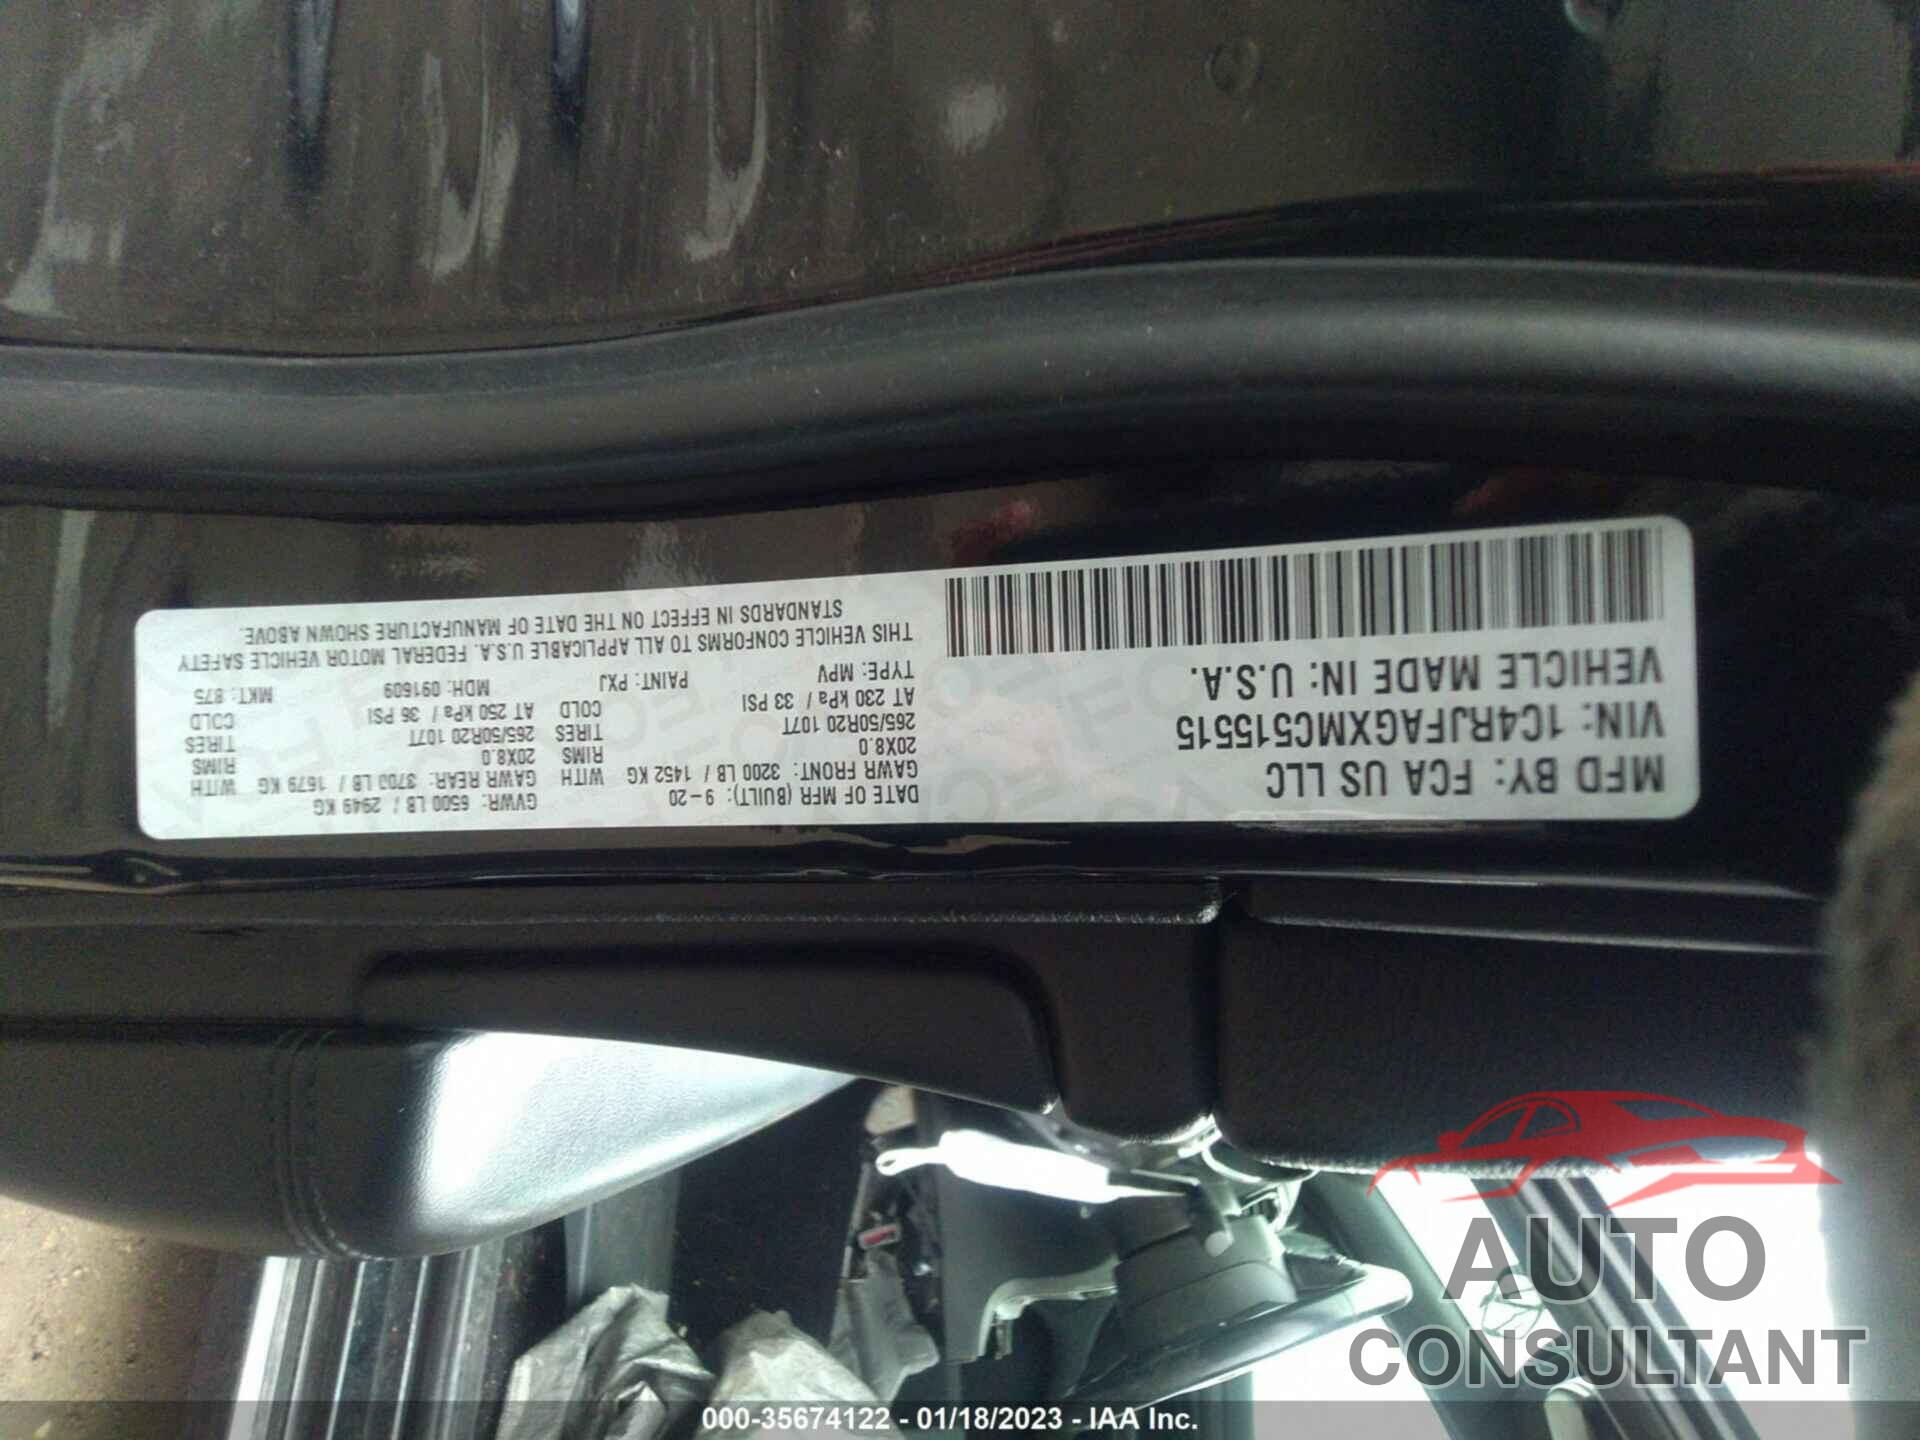 MFD BY: FCA US LLC
VIN: 1C4RJFAGXMC515515
VEHICLE MADE IN: U.S.A.
DATE OF MFR (BUILT): 9-20 GVWR: 6500 LB / 2949 KG
GAWR FRONT: 3200 LB / 1452 KG WITH GAWR REAR: 3700 LB / 1679 KG WITH
20X8.0 RIMS 20X8.0 RIMS
265/50R20 107T TIRES 265/50R20 107T TIRES
AT 230 kPa / 33 PSI COLD AT 250 kPa / 36 PSI COLD
TYPE: MPV PAINT: PXJ MDH: 091609 MKT: 875
THIS VEHICLE CONFORMS TO ALL APPLICABLE U.S.A. FEDERAL MOTOR VEHICLE SAFETY
STANDARDS IN EFFECT ON THE DATE OF MANUFACTURE SHOWN ABOVE.
AUTO
CONSULTANT
000-35674122 - 01/18/2023 - IAA Inc.